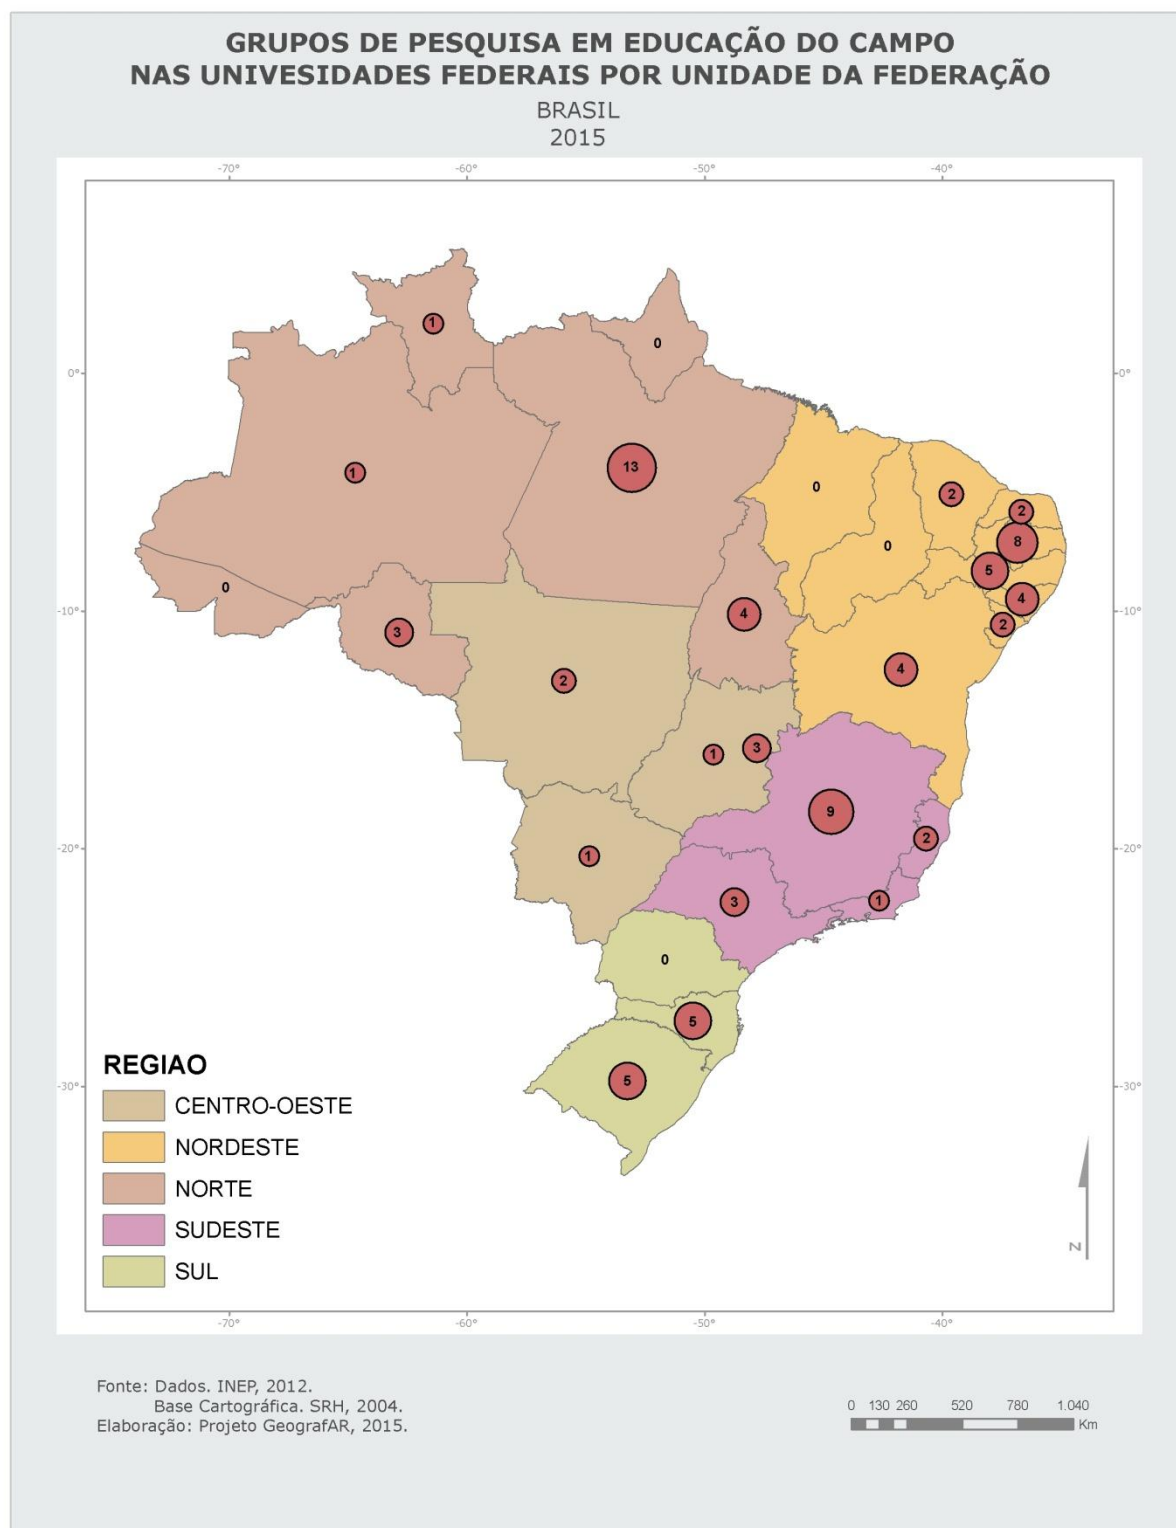 GRUPOS DE PESQUISA EM EDUCAÇÃO DO CAMPO
NAS UNIVESIDADES FEDERAIS POR UNIDADE DA FEDERAÇÃO
BRASIL
2015
-70° -60° -50° -40°
1
0
0° 0°
13
1
0
2
2
0
8
5
0
4
-10° -10°
4
2
3
4
2
3
1
9
2
-20° -20°
1
1
3
0
5
5
-30° -30°
REGIAO
CENTRO-OESTE
NORDESTE
NORTE
SUDESTE
SUL
N
-70° -60° -50° -40°
Fonte: Dados. INEP, 2012.
Base Cartográfica. SRH, 2004.
Elaboração: Projeto GeografAR, 2015.
0 130 260 520 780 1.040
Km